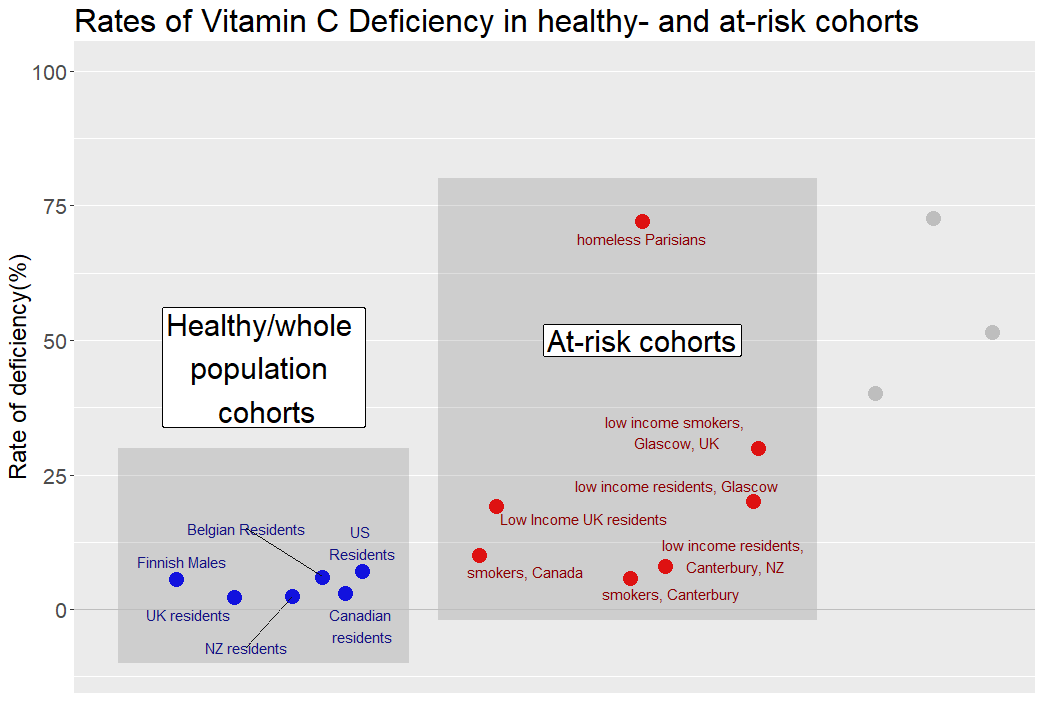 Rates of Vitamin C Deficiency in healthy- and at-risk cohorts
Rate of deficiency(%)
100
75
50
25
0
Healthy/whole
population
cohorts
Belgian Residents
US
Residents
Finnish Males
UK residents
Canadian
residents
NZ residents
At-risk cohorts
homeless Parisians
low income smokers,
Glascow, UK
low income residents, Glascow
Low Income UK residents
low income residents,
Canterbury, NZ
smokers, Canada
smokers, Canterbury